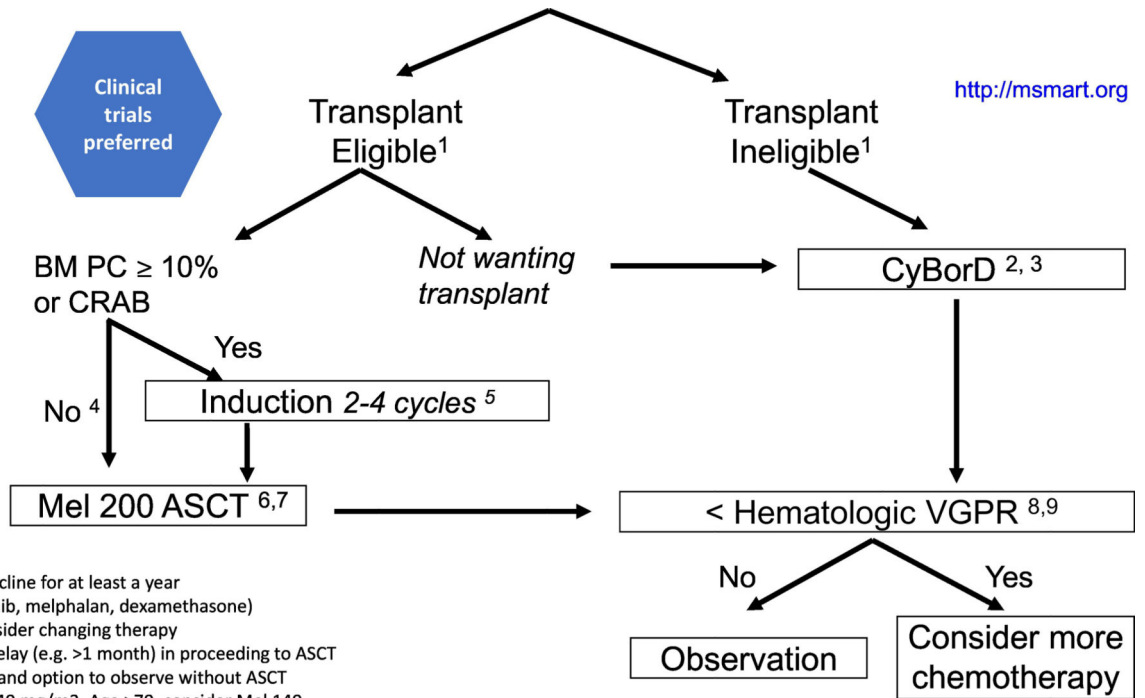 Clinical
trials
preferred
http://msmart.org
Transplant
Eligible¹
Transplant
Ineligible¹
BM PC ≥ 10%
or CRAB
Not wanting
transplant
CyBorD 2, 3
Yes
No 4
Induction 2-4 cycles 5
Mel 200 ASCT 6,7
< Hematologic VGPR 8,9
No
Yes
Observation
Consider more
chemotherapy
cline for at least a year
ib, melphalan, dexamethasone)
sider changing therapy
elay (e.g. >1 month) in proceeding to ASCT
and option to observe without ASCT